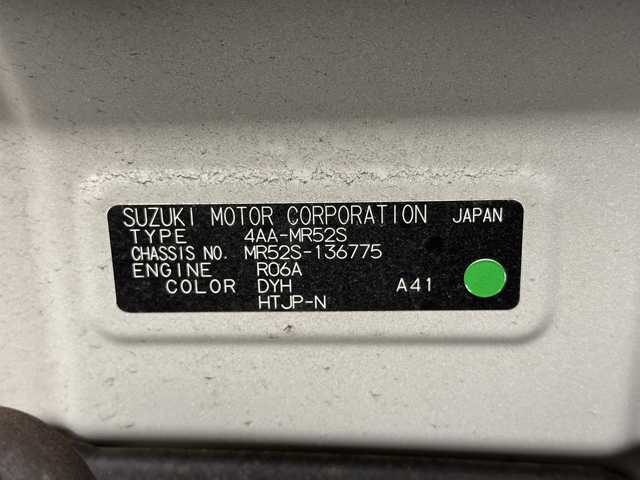 SUZUKI MOTOR CORPORATION JAPAN
TYPE 4AA-MR52S
CHASSIS NO. MR52S-136775
ENGINE R06A
COLOR DYH A41
HTJP-N